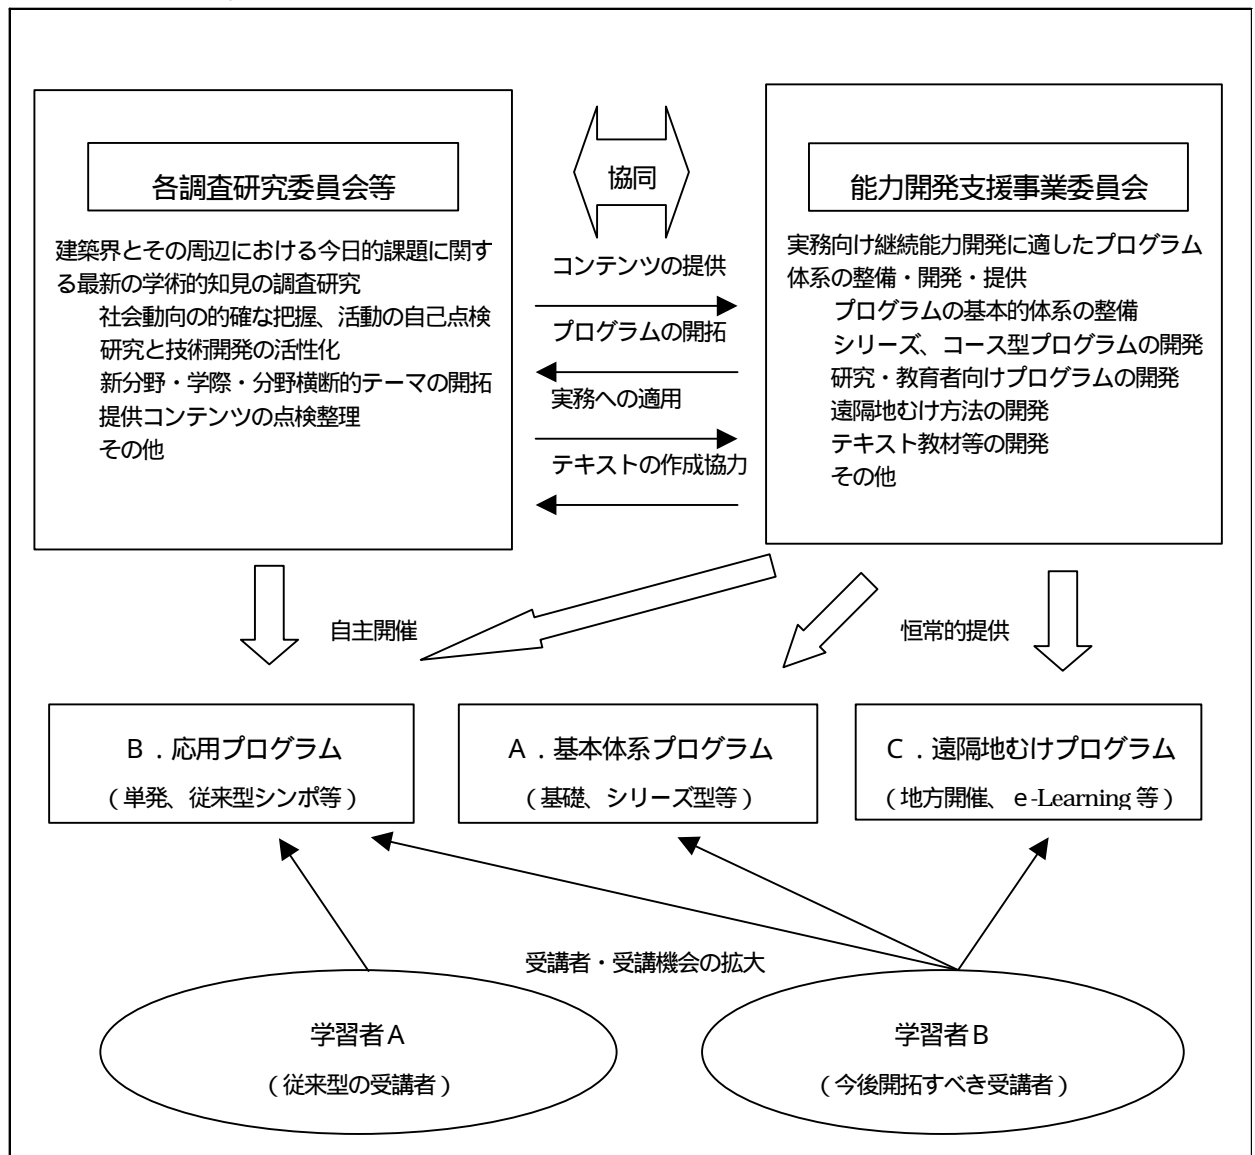 各調査研究委員会等
建築界とその周辺における今日的課題に関す
る最新の学術的知見の調査研究
社会動向の的確な把握、活動の自己点検
研究と技術開発の活性化
新分野・学際・分野横断的テーマの開拓
提供コンテンツの点検整理
その他
協同
コンテンツの提供
プログラムの開拓
実務への適用
テキストの作成協力
能力開発支援事業委員会
実務向け継続能力開発に適したプログラム
体系の整備・開発・提供
プログラムの基本的体系の整備
シリーズ、コース型プログラムの開発
研究・教育者向けプログラムの開発
遠隔地むけ方法の開発
テキスト教材等の開発
その他
自主開催
恒常的提供
B．応用プログラム
（単発、従来型シンポ等）
A．基本体系プログラム
（基礎、シリーズ型等）
C．遠隔地むけプログラム
（地方開催、e-Learning 等）
受講者・受講機会の拡大
学習者A
（従来型の受講者）
学習者B
（今後開拓すべき受講者）